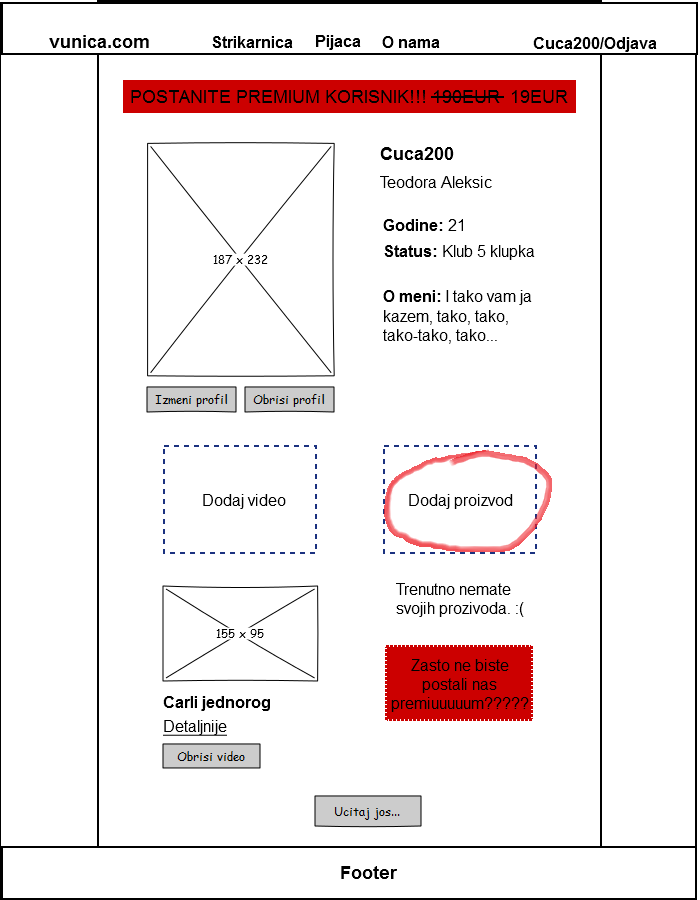 vunica.com Strikarnica Pijaca O nama Cuca200/Odjava
POSTANITE PREMIUM KORISNIK!!! 190EUR 19EUR
187 x 232
Cuca200
Teodora Aleksic
Godine: 21
Status: Klub 5 klupka
O meni: I tako vam ja
kazem, tako, tako,
tako-tako, tako...
Izmeni profil Obrisi profil
Dodaj video
Dodaj proizvod
155 x 95
Carli jednorog
Detaljnije
Obrisi video
Trenutno nemate
svojih prozivoda. :(
Zasto ne biste
postali nas
premiuuuuum?????
Ucitaj jos...
Footer